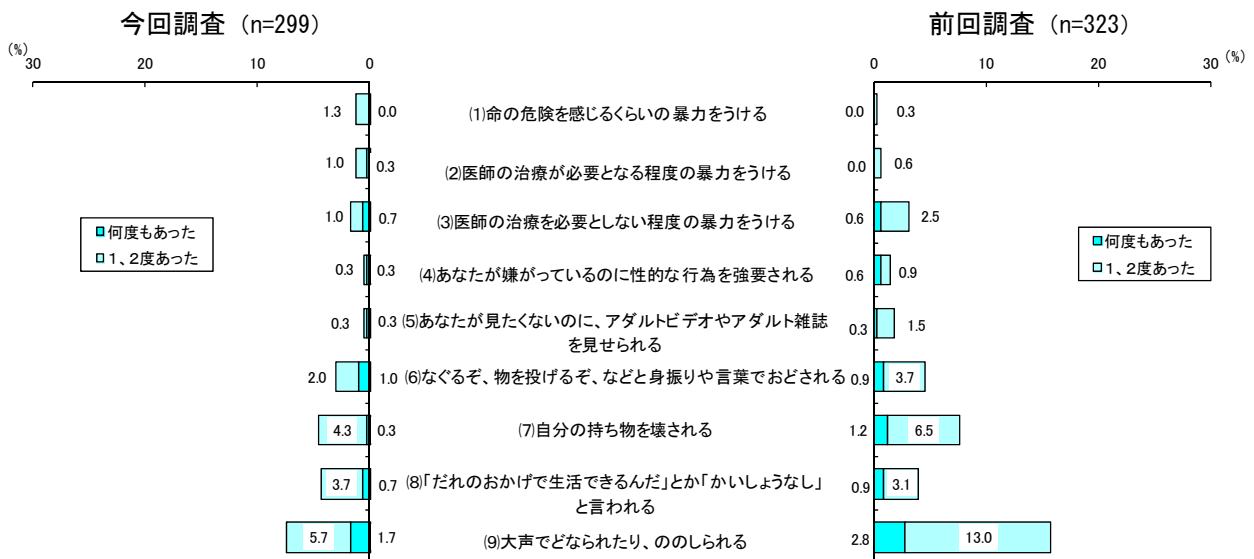 今回調査 (n=299)
前回調査 (n=323)
(%)
30
20
10
0
0
10
20
30
(%)
1.3
0.0
⑴命の危険を感じるくらいの暴力をうける
0.0
0.3
1.0
0.3
⑵医師の治療が必要となる程度の暴力をうける
0.0
0.6
1.0
0.7
⑶医師の治療を必要としない程度の暴力をうける
0.6
2.5
何度もあった
1、2度あった
何度もあった
1、2度あった
0.3
0.3
⑷あなたが嫌がっているのに性的な行為を強要される
0.6
0.9
0.3
0.3
⑸あなたが見たくないのに、アダルトビデオやアダルト雑誌
を見せられる
0.3
1.5
2.0
1.0
⑹なぐるぞ、物を投げるぞ、などと身振りや言葉でおどされる
0.9
3.7
4.3
0.3
⑺自分の持ち物を壊される
1.2
6.5
3.7
0.7
⑻「だれのおかげで生活できるんだ」とか「かいしょうなし」
と言われる
0.9
3.1
5.7
1.7
⑼大声でどなられたり、ののしられる
2.8
13.0